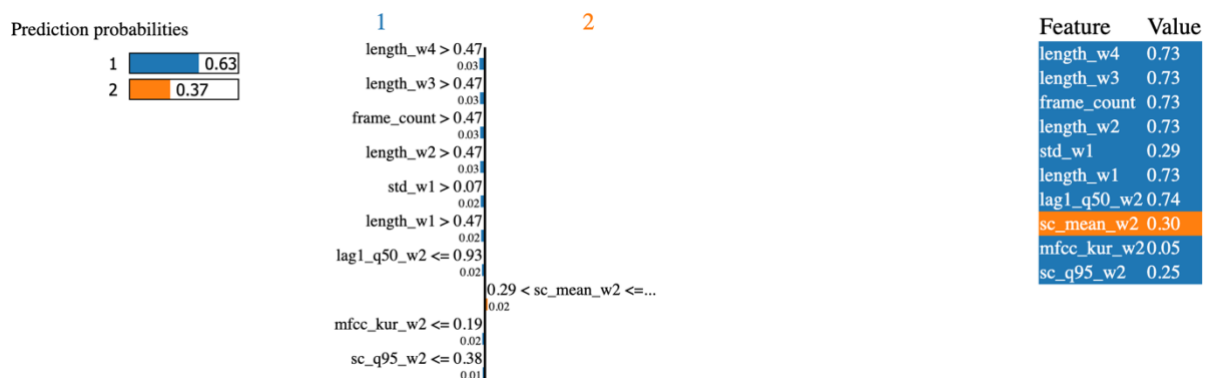 Prediction probabilities
1 0.63
2 0.37
1 2
length_w4 > 0.47
0.03
length_w3 > 0.47
0.03
frame_count > 0.47
0.03
length_w2 > 0.47
0.03
std_w1 > 0.07
0.02
length_w1 > 0.47
0.02
lag1_q50_w2 <= 0.93
0.02
0.29 < sc_mean_w2 <=...
0.02
mfcc_kur_w2 <= 0.19
0.02
sc_q95_w2 <= 0.38
0.01
Feature Value
length_w4 0.73
length_w3 0.73
frame_count 0.73
length_w2 0.73
std_w1 0.29
length_w1 0.73
lag1_q50_w2 0.74
sc_mean_w2 0.30
mfcc_kur_w2 0.05
sc_q95_w2 0.25